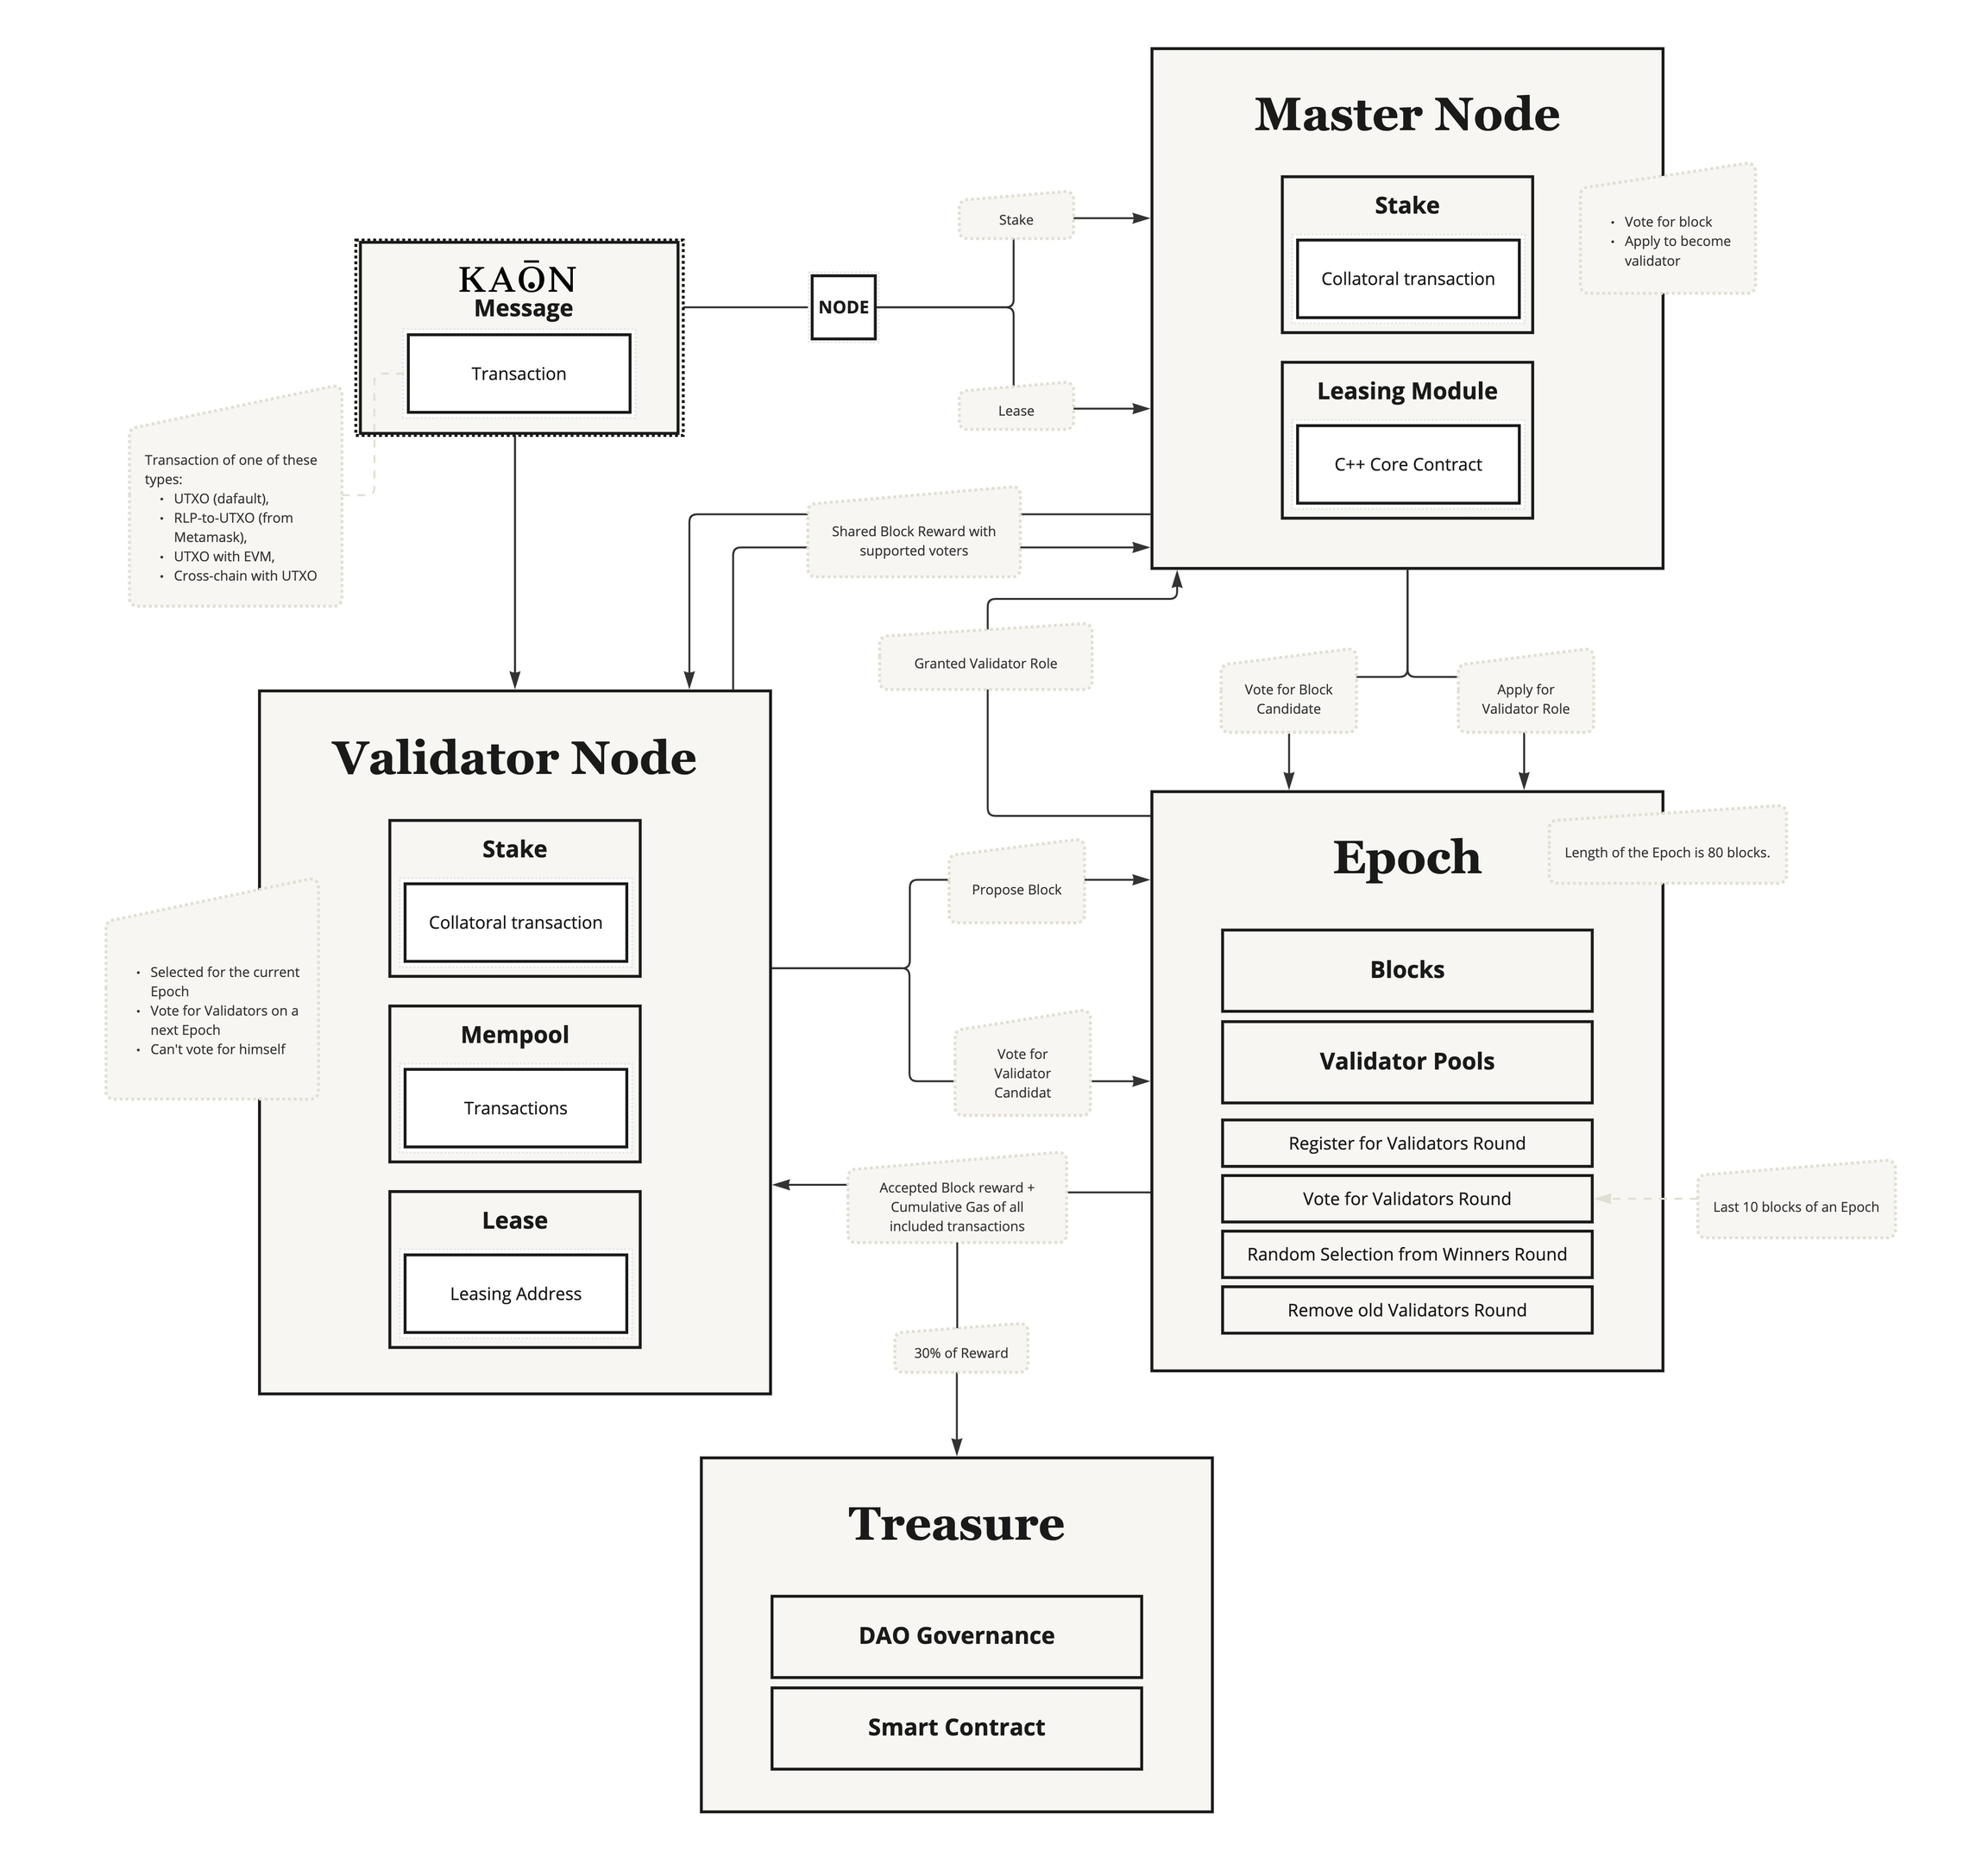 Master Node
Stake
Collatoral transaction
• Vote for block
• Apply to become
validator
Leasing Module
C++ Core Contract
Stake
Lease
NODE
KAŌN
Message
Transaction
Transaction of one of these
types:
• UTXO (dafault),
• RLP-to-UTXO (from
Metamask),
• UTXO with EVM,
• Cross-chain with UTXO
Shared Block Reward with
supported voters
Granted Validator Role
Vote for Block
Candidate
Apply for
Validator Role
Validator Node
Stake
Collatoral transaction
Mempool
Transactions
Lease
Leasing Address
• Selected for the current
Epoch
• Vote for Validators on a
next Epoch
• Can't vote for himself
Propose Block
Vote for
Validator
Candidat
Accepted Block reward +
Cumulative Gas of all
included transactions
30% of Reward
Epoch
Length of the Epoch is 80 blocks.
Blocks
Validator Pools
Register for Validators Round
Vote for Validators Round
Last 10 blocks of an Epoch
Random Selection from Winners Round
Remove old Validators Round
Treasure
DAO Governance
Smart Contract